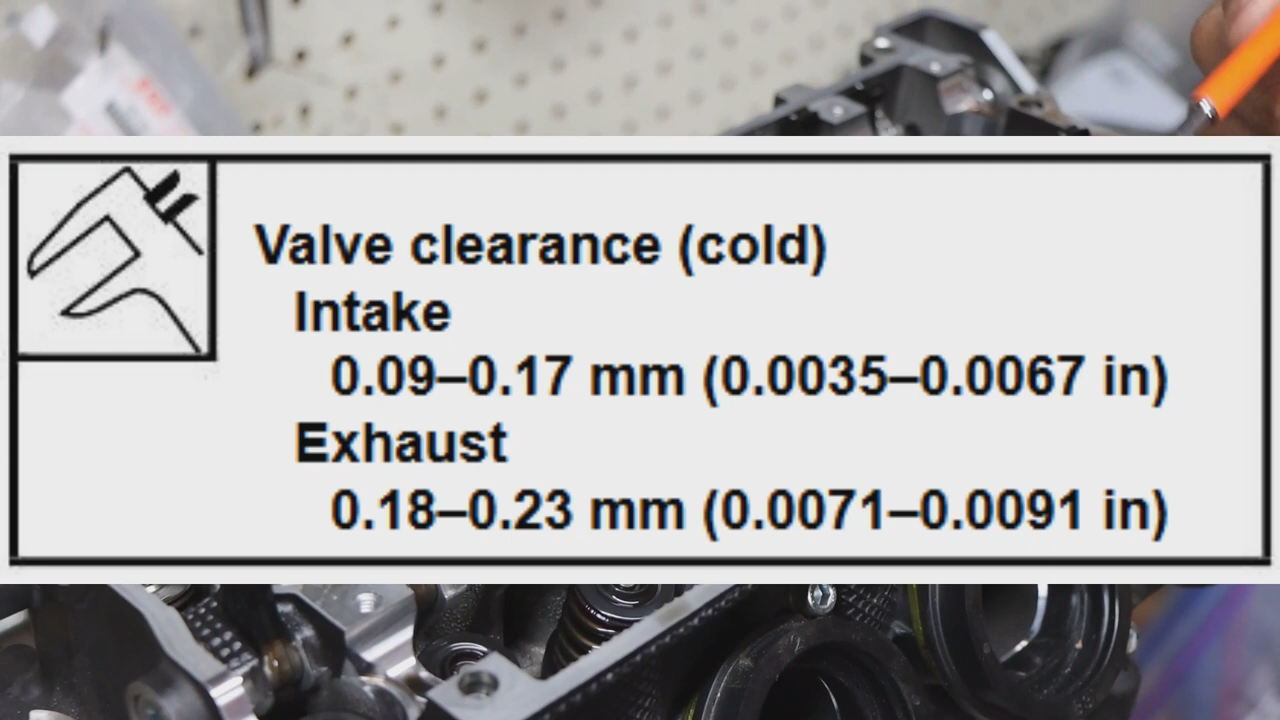 Valve clearance (cold)
Intake
0.09–0.17 mm (0.0035–0.0067 in)
Exhaust
0.18–0.23 mm (0.0071–0.0091 in)